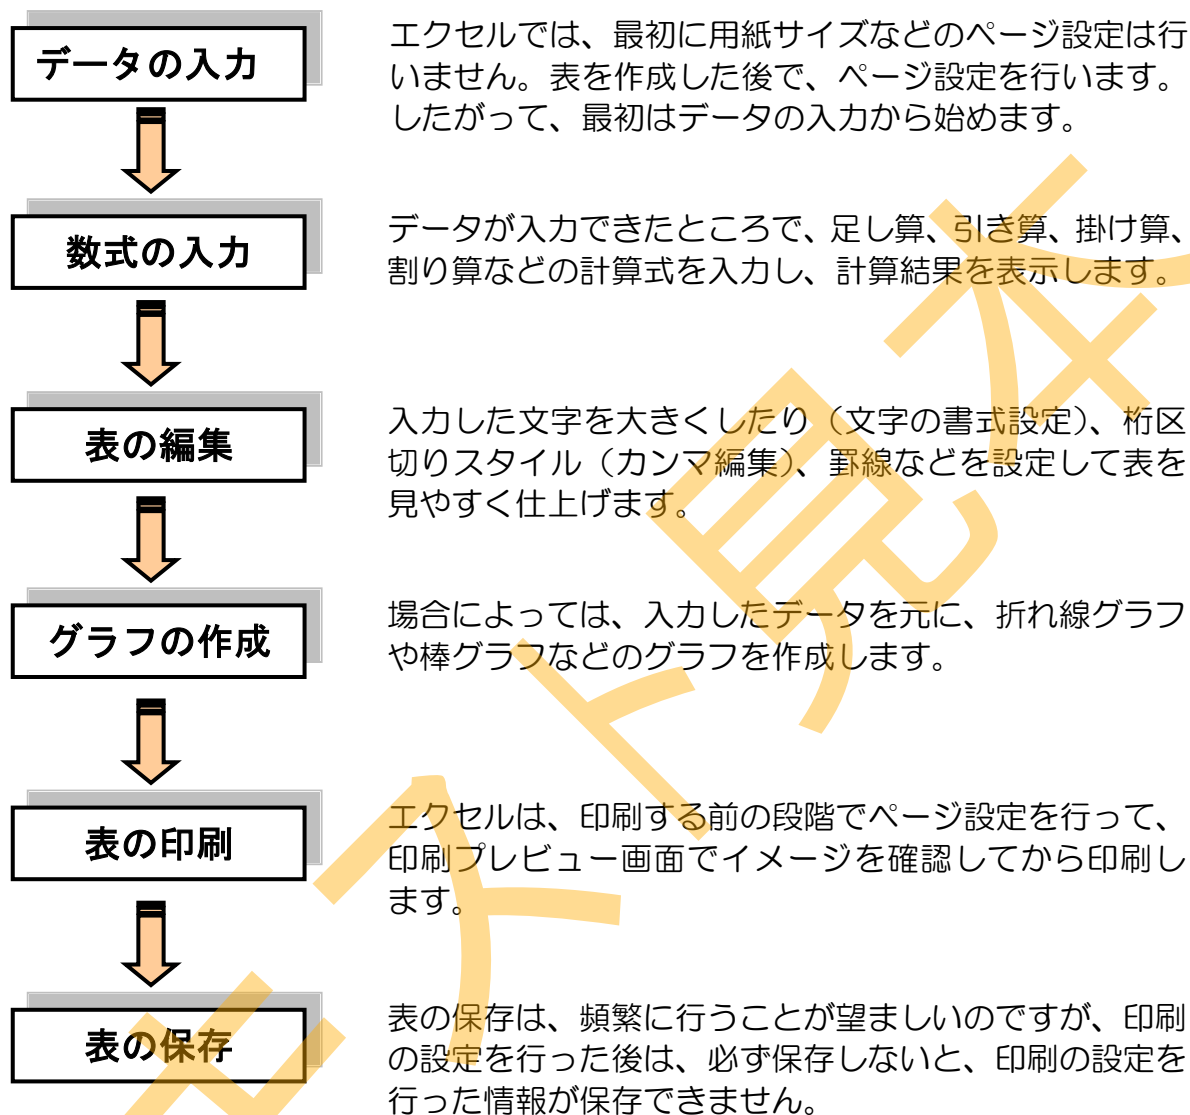 データの入力
エクセルでは、最初に用紙サイズなどのページ設定は行
いません。表を作成した後で、ページ設定を行います。
したがって、最初はデータの入力から始めます。
数式の入力
データが入力できたところで、足し算、引き算、掛け算、
割り算などの計算式を入力し、計算結果を表示します。
表の編集
入力した文字を大きくしたり（文字の書式設定）、桁区
切りスタイル（カンマ編集）、罫線などを設定して表を
見やすく仕上げます。
グラフの作成
場合によっては、入力したデータを元に、折れ線グラフ
や棒グラフなどのグラフを作成します。
表の印刷
エクセルは、印刷する前の段階でページ設定を行って、
印刷プレビュー画面でイメージを確認してから印刷し
ます。
表の保存
表の保存は、頻繁に行うことが望ましいのですが、印刷
の設定を行った後は、必ず保存しないと、印刷の設定を
行った情報が保存できません。
スト見本